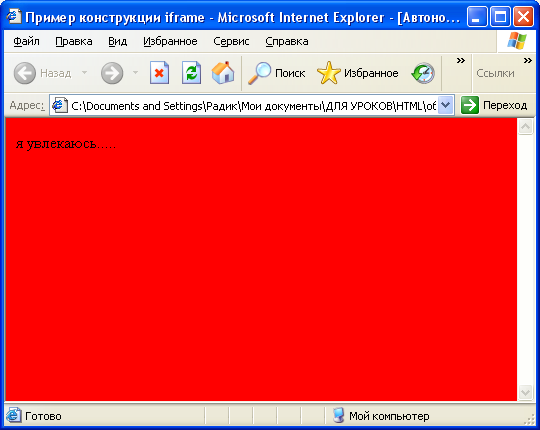 Пример конструкции iframe - Microsoft Internet Explorer - [Автоно...
Файл Правка Вид Избранное Сервис Справка
Назад Поиск Избранное » Ссылки »
Адрес: C:\Documents and Settings\Радик\Мои документы\ДЛЯ УРОКОВ\HTML\об Переход
я увлекаюсь.....
Готово Мой компьютер